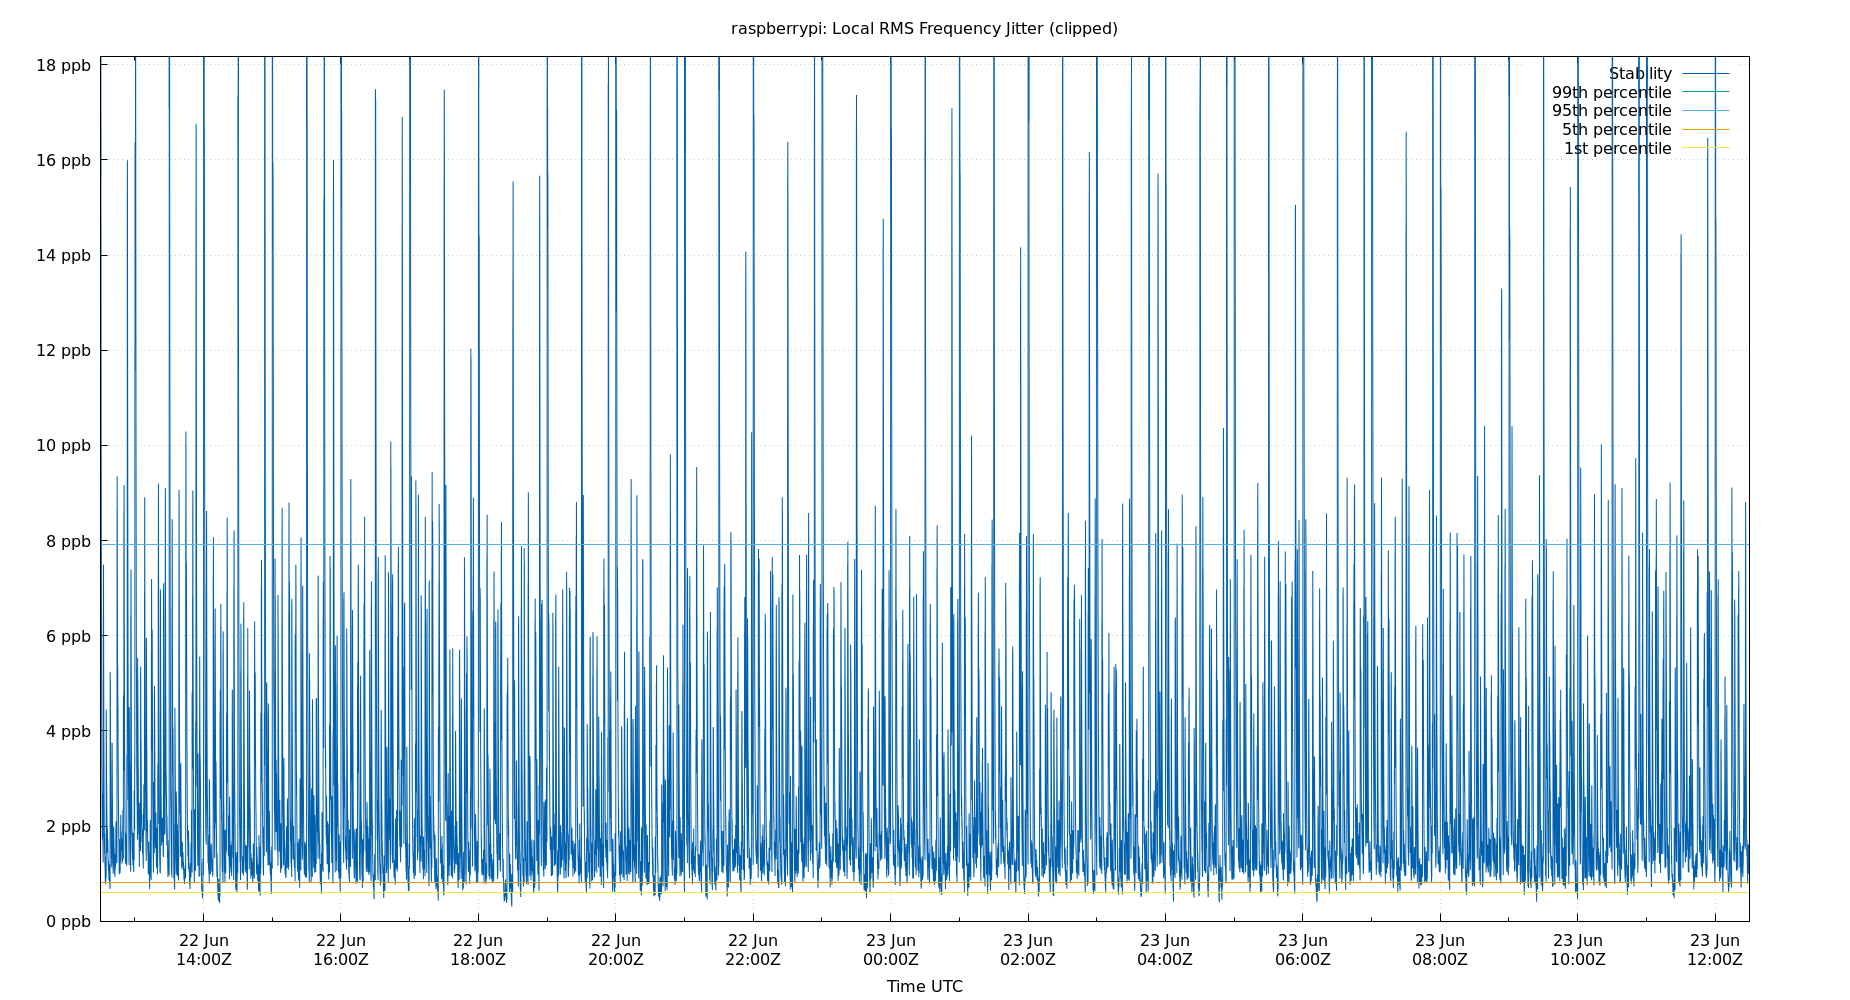 raspberrypi: Local RMS Frequency Jitter (clipped)
18 ppb
16 ppb
14 ppb
12 ppb
10 ppb
8 ppb
6 ppb
4 ppb
2 ppb
0 ppb
Stability
99th percentile
95th percentile
5th percentile
1st percentile
22 Jun 22 Jun 22 Jun 22 Jun 22 Jun 23 Jun 23 Jun 23 Jun 23 Jun 23 Jun 23 Jun 23 Jun
14:00Z 16:00Z 18:00Z 20:00Z 22:00Z 00:00Z 02:00Z 04:00Z 06:00Z 08:00Z 10:00Z 12:00Z
Time UTC